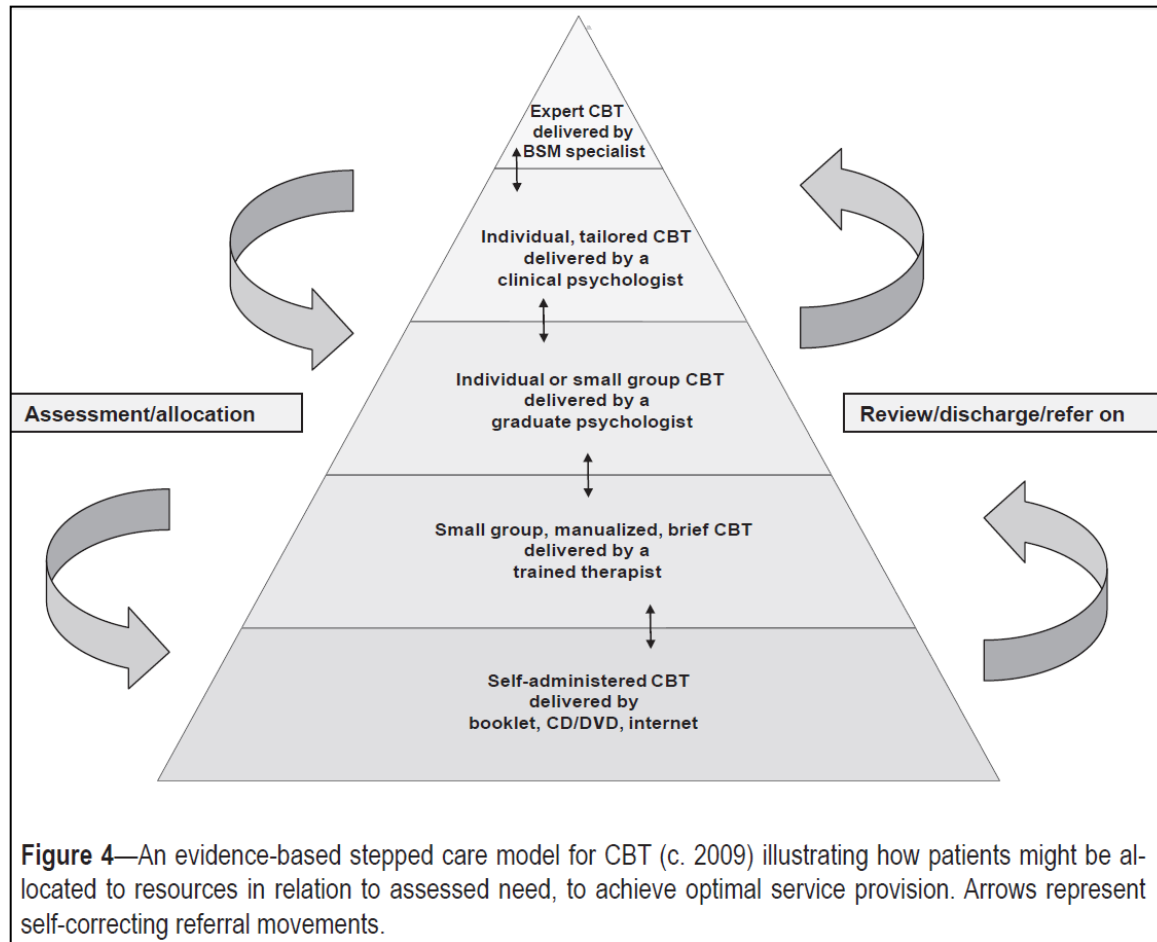 Expert CBT
delivered by
BSM specialist
Individual, tailored CBT
delivered by a
clinical psychologist
Individual or small group CBT
delivered by a
graduate psychologist
Assessment/allocation
Review/discharge/refer on
Small group, manualized, brief CBT
delivered by a
trained therapist
Self-administered CBT
delivered by
booklet, CD/DVD, internet
Figure 4—An evidence-based stepped care model for CBT (c. 2009) illustrating how patients might be al-
located to resources in relation to assessed need, to achieve optimal service provision. Arrows represent
self-correcting referral movements.